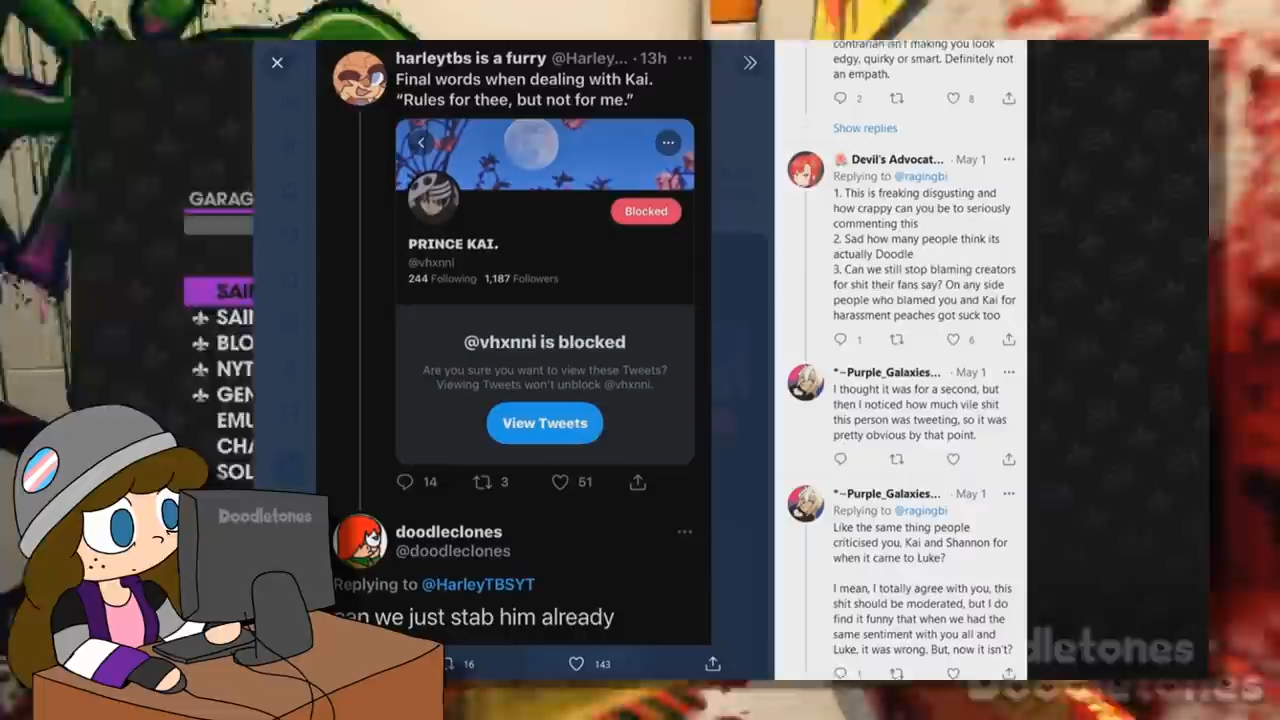 harleytbs is a furry @Harley... · 13h
Final words when dealing with Kai.
“Rules for thee, but not for me.”
Blocked
PRINCE KAI.
@vhxnni
244 Following 1,187 Followers
@vhxnni is blocked
Are you sure you want to view these Tweets?
Viewing Tweets won't unblock @vhxnni.
View Tweets
14 3 51
doodleclones
@doodleclones
Replying to @HarleyTBSYT
can we just stab him already
16 143
contrarian isn't making you look
edgy, quirky or smart. Definitely not
an empath.
2 8
Show replies
Devil's Advocat... · May 1
Replying to @ragingbi
1. This is freaking disgusting and
how crappy can you be to seriously
commenting this
2. Sad how many people think its
actually Doodle
3. Can we still stop blaming creators
for shit their fans say? On any side
people who blamed you and Kai for
harassment peaches got suck too
1 6
*~Purple_Galaxies... · May 1
I thought it was for a second, but
then I noticed how much vile shit
this person was tweeting, so it was
pretty obvious by that point.
*~Purple_Galaxies... · May 1
Replying to @ragingbi
Like the same thing people
criticised you, Kai and Shannon for
when it came to Luke?
I mean, I totally agree with you, this
shit should be moderated, but I do
find it funny that when we had the
same sentiment with you all and
Luke, it was wrong. But, now it isn't?
1
GARAG
SAIN
SAIN
BLO
NYT
GEN
EMU
CHA
SOL
Doodletones
dletones
Doodletones